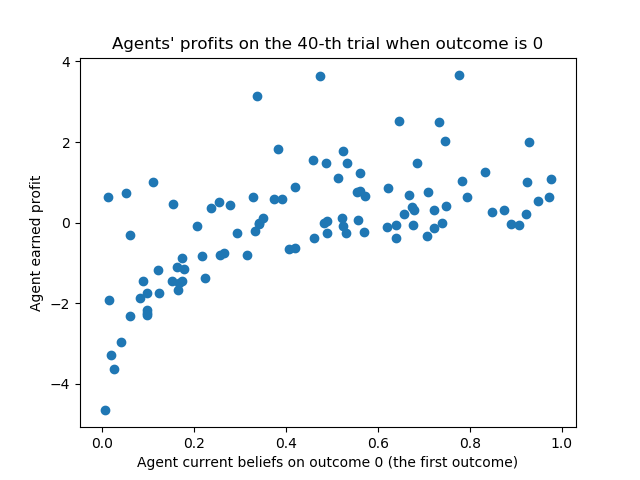 Agents' profits on the 40-th trial when outcome is 0
4
2
0
−2
−4
Agent earned profit
0.0 0.2 0.4 0.6 0.8 1.0
Agent current beliefs on outcome 0 (the first outcome)